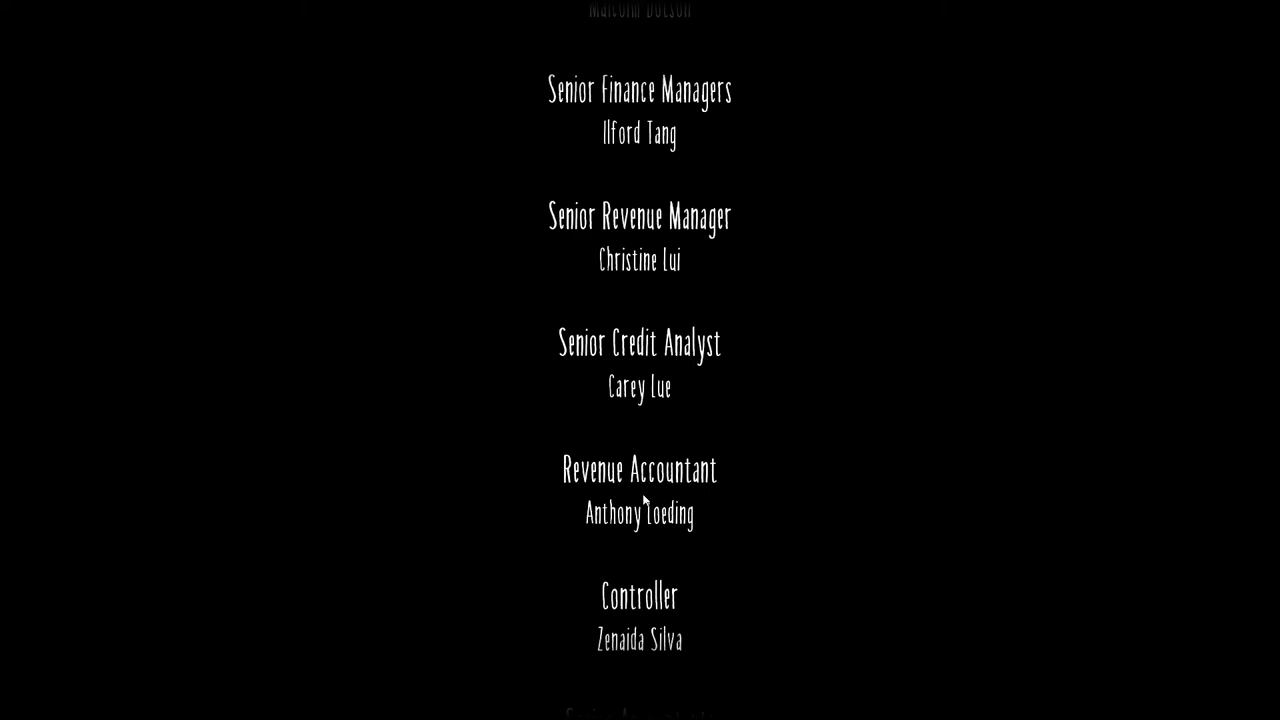 Senior Finance Managers
Ilford Tang
Senior Revenue Manager
Christine Lui
Senior Credit Analyst
Carey Lue
Revenue Accountant
Anthony Loeding
Controller
Zenaida Silva